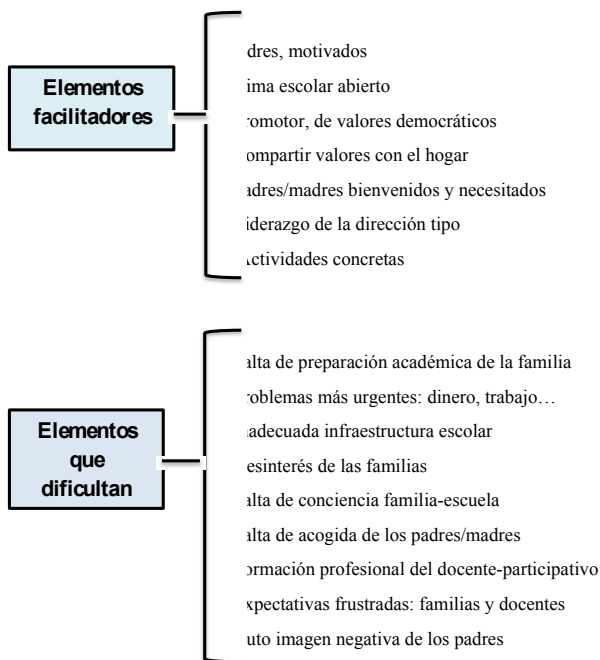 Elementos
facilitadores
dres, motivados
ima escolar abierto
romotor, de valores democráticos
ompartir valores con el hogar
adres/madres bienvenidos y necesitados
iderazgo de la dirección tipo
ctividades concretas
Elementos
que
dificultan
alta de preparación académica de la familia
roblemas más urgentes: dinero, trabajo…
adecuada infraestructura escolar
esinterés de las familias
alta de conciencia familia-escuela
alta de acogida de los padres/madres
ormación profesional del docente-participativo
xpectativas frustradas: familias y docentes
uto imagen negativa de los padres